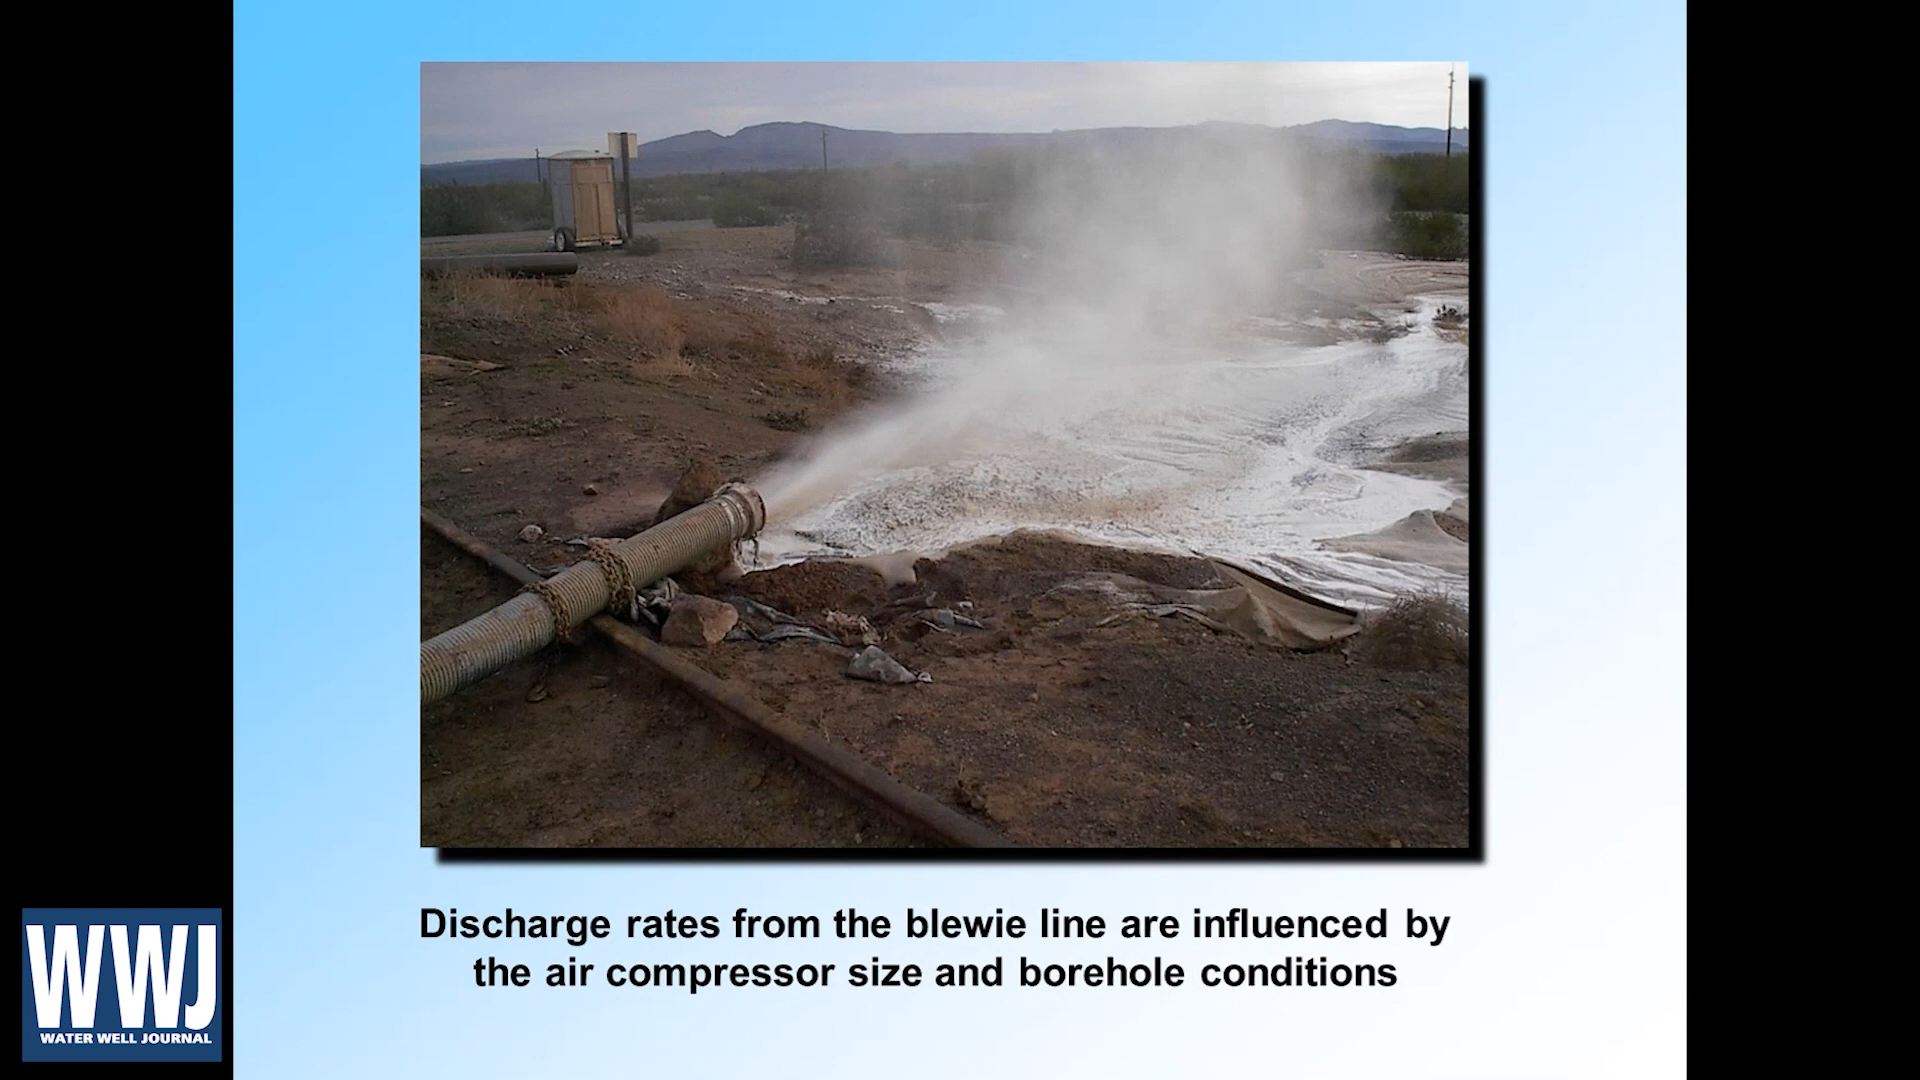 Discharge rates from the blewie line are influenced by
the air compressor size and borehole conditions
WWJ
WATER WELL JOURNAL